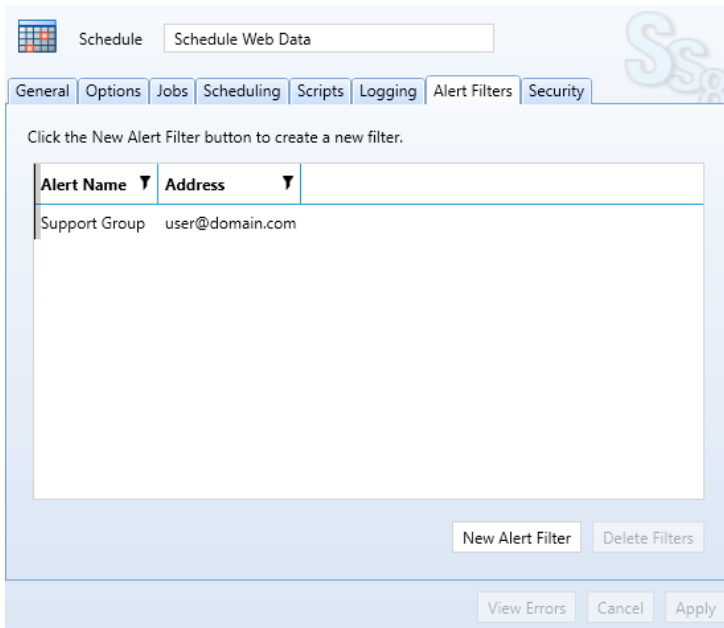 Schedule Schedule Web Data
Ss8
General Options Jobs Scheduling Scripts Logging Alert Filters Security
Click the New Alert Filter button to create a new filter.
Alert Name Address
Support Group user@domain.com
New Alert Filter Delete Filters
View Errors Cancel Apply